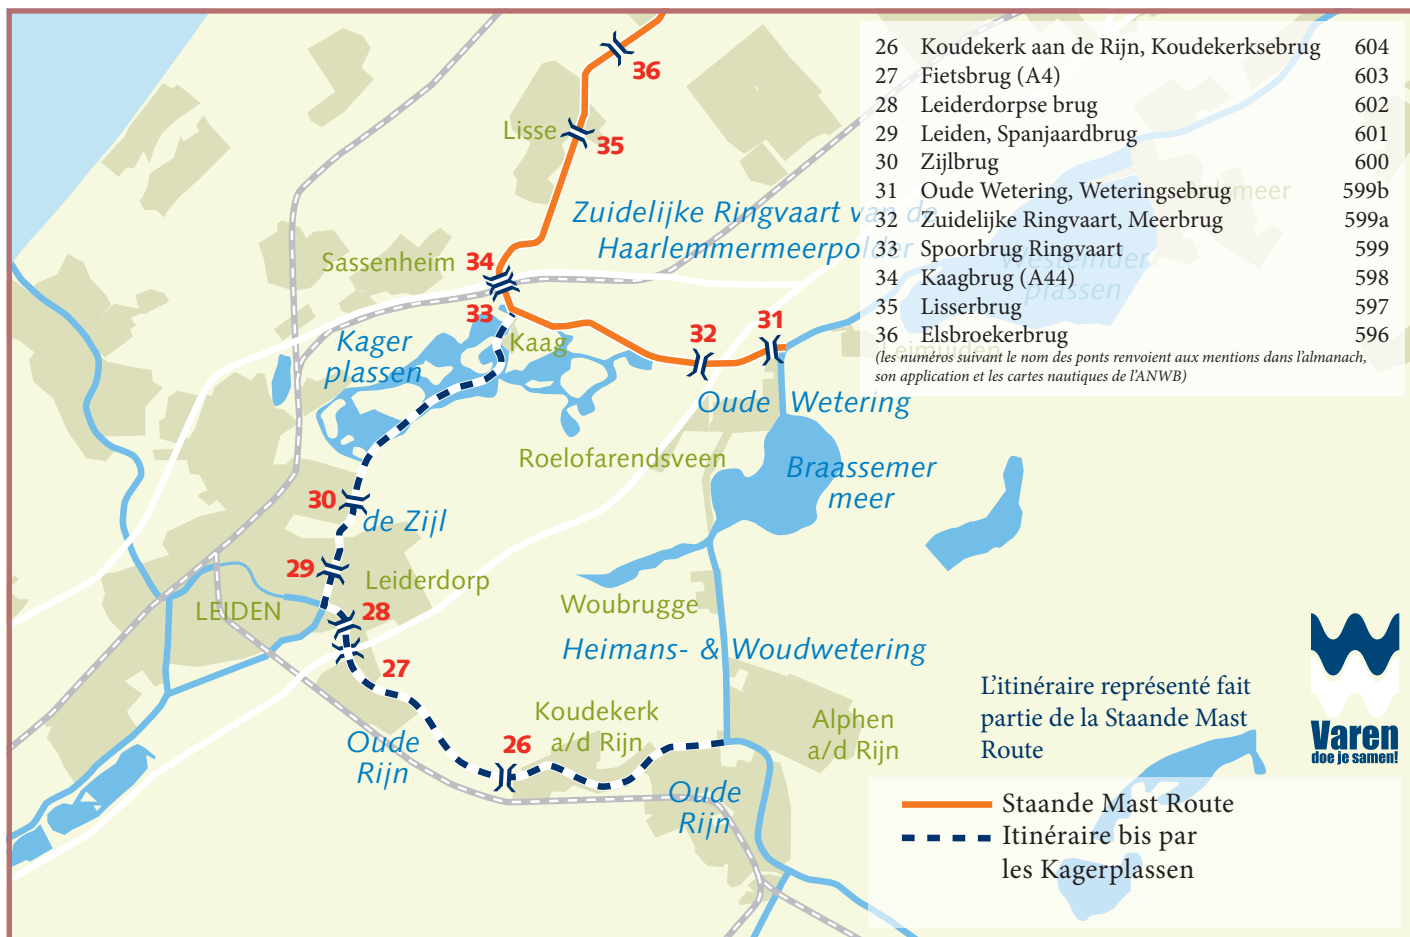 26 Koudekerk aan de Rijn, Koudekerksebrug 604
27 Fietsbrug (A4) 603
28 Leiderdorpse brug 602
29 Leiden, Spanjaardbrug 601
30 Zijlbrug 600
31 Oude Wetering, Weteringsebrug 599b
32 Zuidelijke Ringvaart, Meerbrug 599a
33 Spoorbrug Ringvaart 599
34 Kaagbrug (A44) 598
35 Lisserbrug 597
36 Elsbroekerbrug 596
(les numéros suivant le nom des ponts renvoient aux mentions dans l'almanach,
son application et les cartes nautiques de l'ANWB)
36
Lisse
35
Zuidelijke Ringvaart van de
Haarlemmermeerpolder
Aalsmeer
Westeinder
plassen
Leimuiden
Sassenheim
34
33
Kaag
Kager
plassen
32
31
Oude Wetering
Roelofarendsveen
Braassemer
meer
30
de Zijl
29
Leiderdorp
LEIDEN
28
27
Woubrugge
Heimans- & Woudwetering
Koudekerk
a/d Rijn
26
Oude
Rijn
Alphen
a/d Rijn
Oude
Rijn
L'itinéraire représenté fait
partie de la Staande Mast
Route
Varen
doe je samen!
Staande Mast Route
Itinéraire bis par
les Kagerplassen